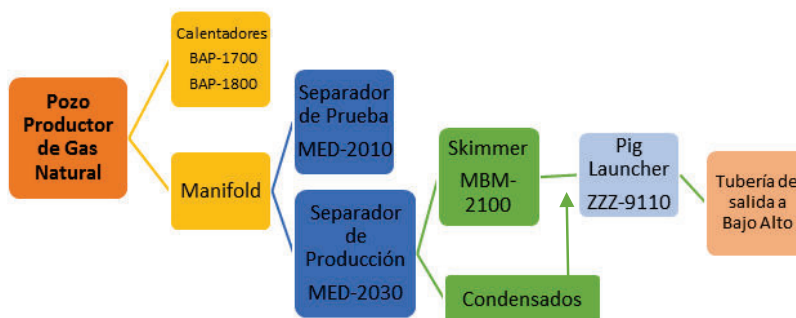 Pozo
Productor
de Gas
Natural
Calentadores
BAP-1700
BAP-1800
Manifold
Separador
de Prueba
MED-2010
Separador
de
Producción
MED-2030
Skimmer
MBM-
2100
Condensados
Pig
Launcher
ZZZ-9110
Tubería de
salida a
Bajo Alto